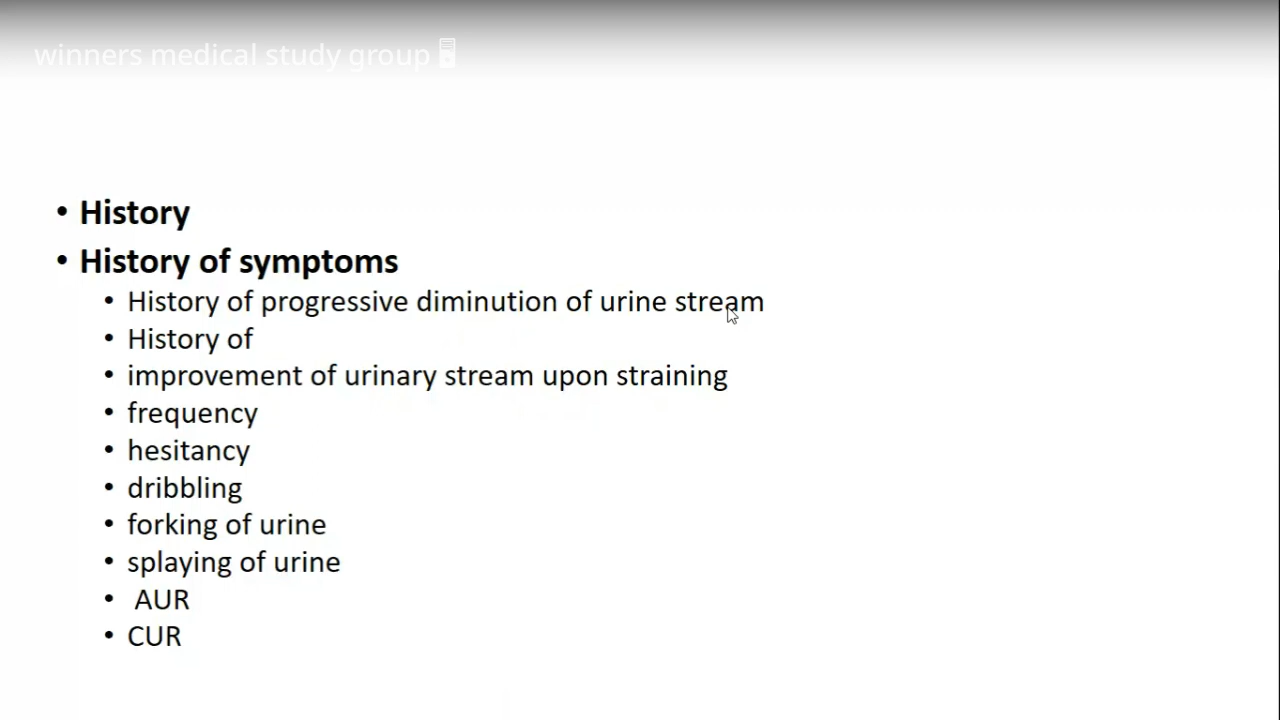 winners medical study group
• History
• History of symptoms
• History of progressive diminution of urine stream
• History of
• improvement of urinary stream upon straining
• frequency
• hesitancy
• dribbling
• forking of urine
• splaying of urine
• AUR
• CUR